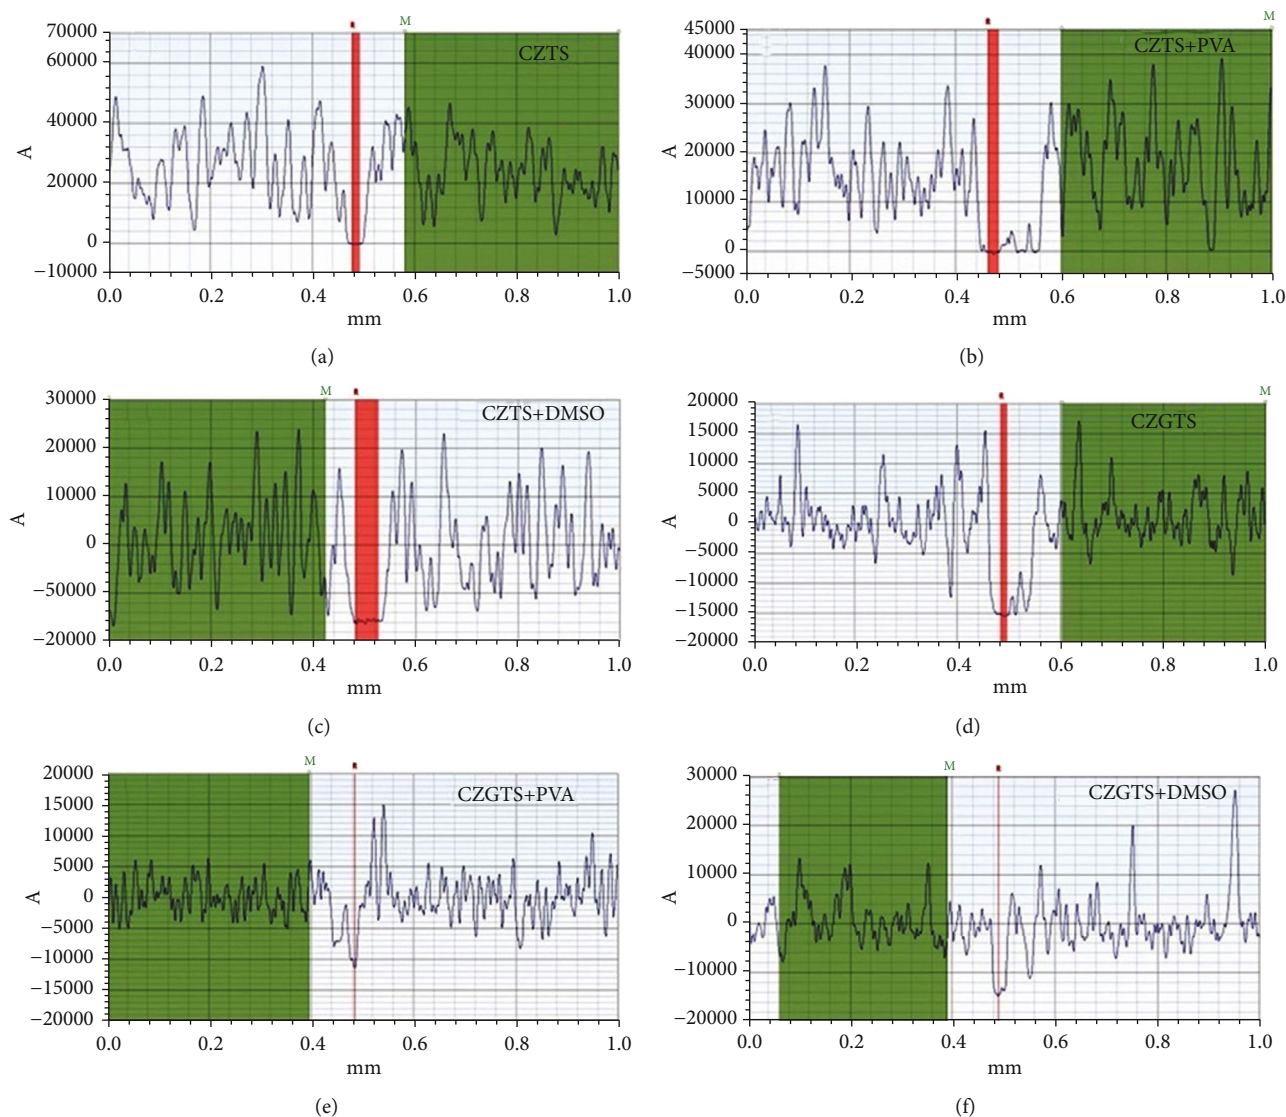 R M
70000
60000
40000
20000
0
−10000
A
CZTS
0.0 0.2 0.4 0.6 0.8 1.0
mm
(a)
R M
45000
40000
30000
20000
10000
0
−5000
A
CZTS+PVA
0.0 0.2 0.4 0.6 0.8 1.0
mm
(b)
M R
30000
20000
10000
0
−50000
−20000
A
CZTS+DMSO
0.0 0.2 0.4 0.6 0.8 1.0
mm
(c)
R M
20000
15000
10000
5000
0
−5000
−10000
−15000
−20000
A
CZGTS
0.0 0.2 0.4 0.6 0.8 1.0
mm
(d)
M R
20000
15000
10000
5000
0
−5000
−10000
−15000
−20000
A
CZGTS+PVA
0.0 0.2 0.4 0.6 0.8 1.0
mm
(e)
M R
30000
20000
10000
0
−10000
−20000
A
CZGTS+DMSO
0.0 0.2 0.4 0.6 0.8 1.0
mm
(f)